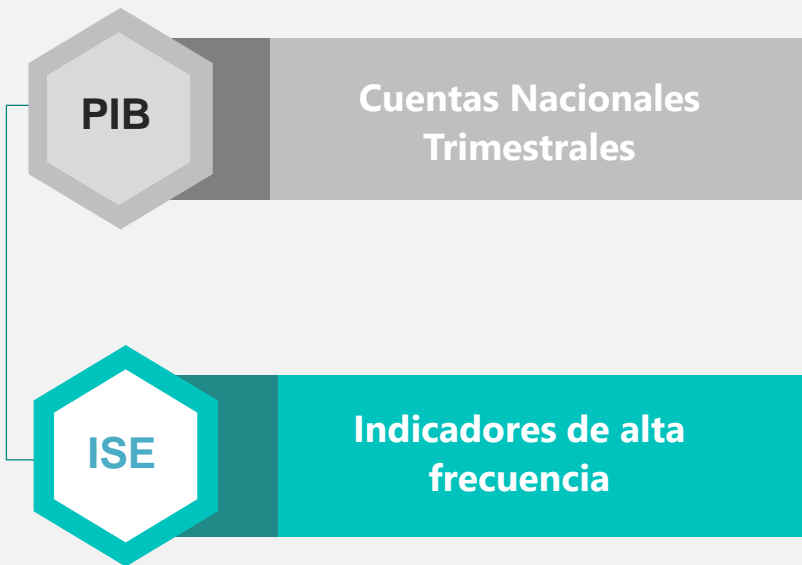 PIB
Cuentas Nacionales
Trimestrales
ISE
Indicadores de alta
frecuencia